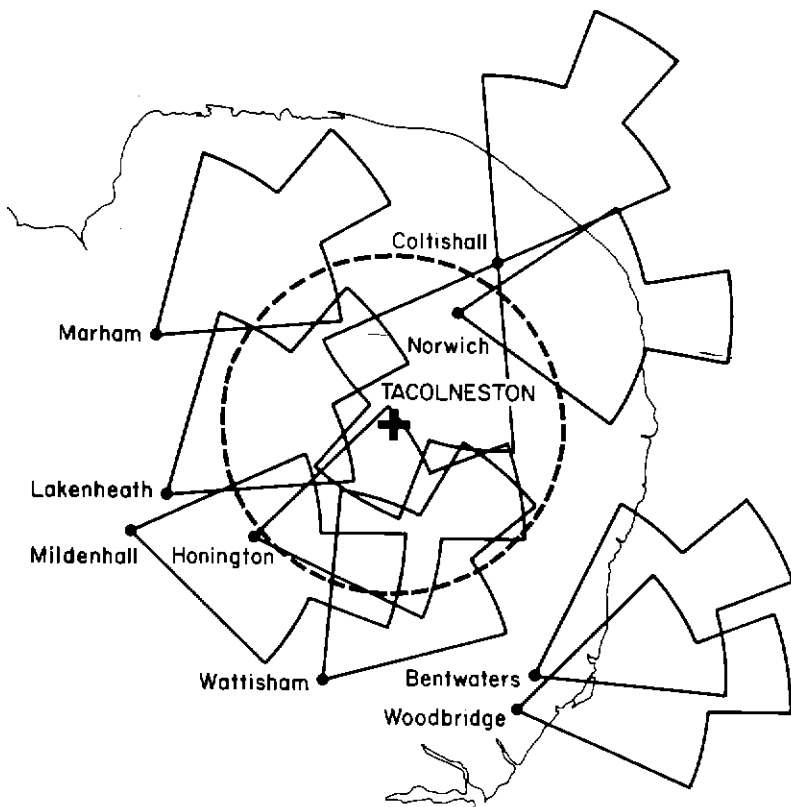 Coltishall
Marham
Norwich
TACOLNESTON
Lakenheath
Mildenhall
Honington
Wattisham
Bentwaters
Woodbridge